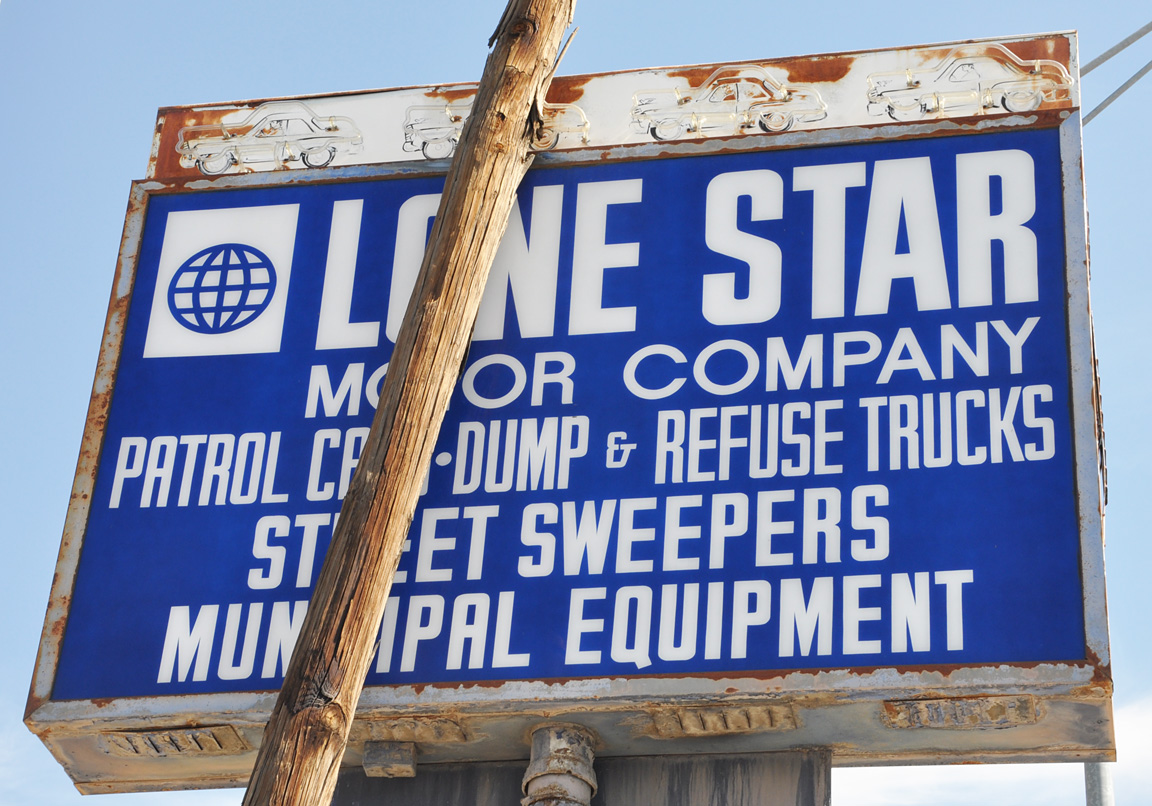 LONE STAR
MOTOR COMPANY
PATROL CARS • DUMP & REFUSE TRUCKS
STREET SWEEPERS
MUNICIPAL EQUIPMENT